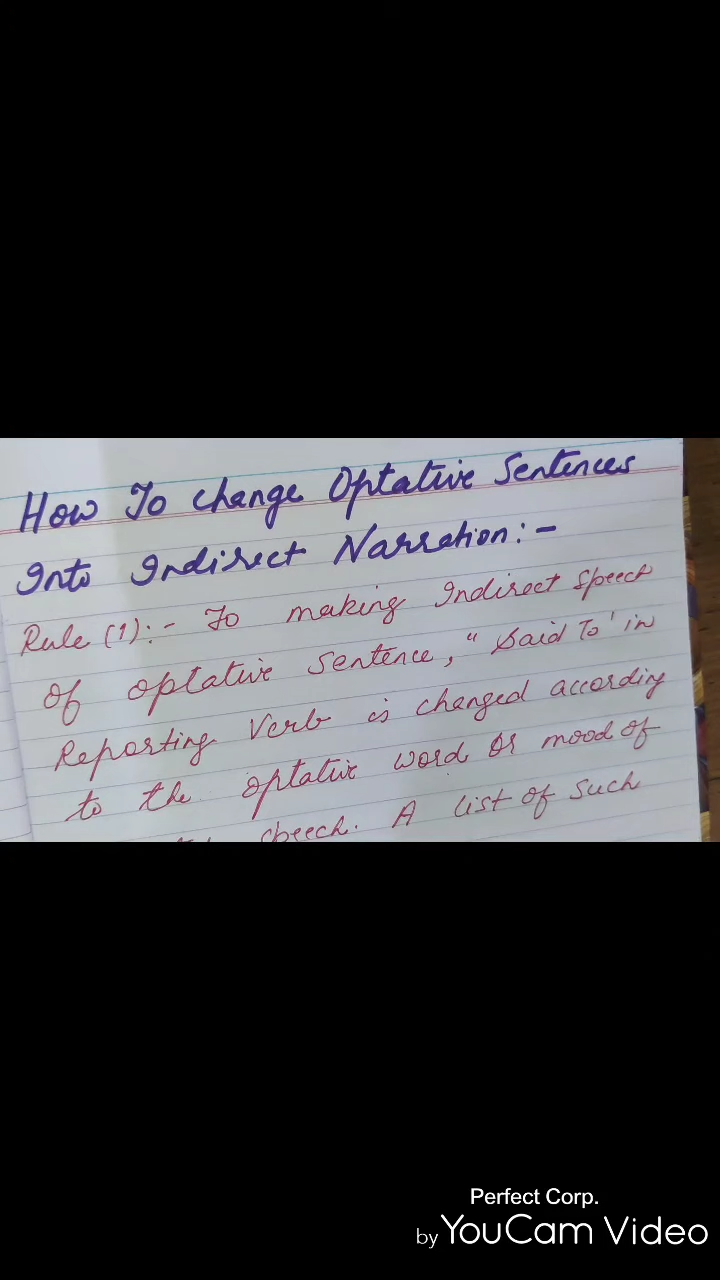 How To change Optative Sentences
Into Indirect Narration:-
Rule (1):- To making Indirect Speech
of optative sentence, " Said To' in
Reporting Verb is changed according
to the optative word or mood of
speech. A list of such
Perfect Corp.
by YouCam Video